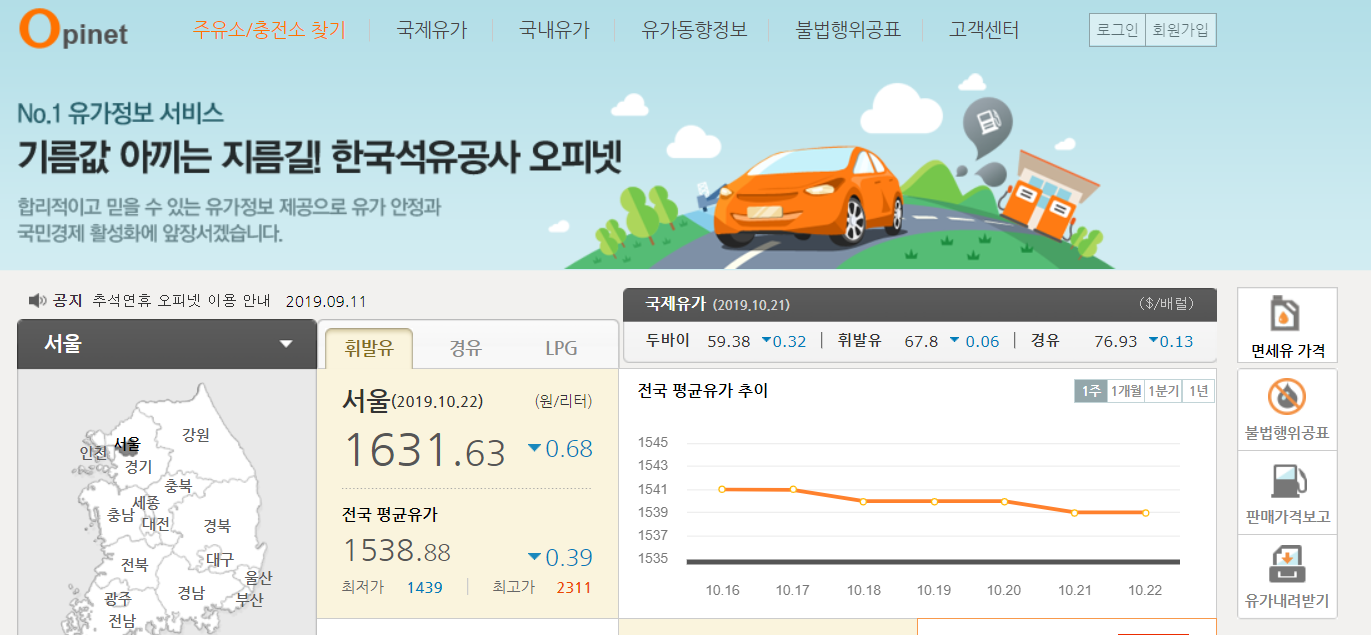 Opinet
주유소/충전소 찾기 국제유가 국내유가 유가동향정보 불법행위공표 고객센터 로그인 회원가입
No.1 유가정보 서비스
기름값 아끼는 지름길! 한국석유공사 오피넷
합리적이고 믿을 수 있는 유가정보 제공으로 유가 안정과
국민경제 활성화에 앞장서겠습니다.
공지 추석연휴 오피넷 이용 안내 2019.09.11
서울
인천 서울 강원
경기
충북
세종
충남 대전 경북
대구
전북 울산
경남 부산
광주
전남
휘발유 경유 LPG
서울(2019.10.22) (원/리터)
1631.63 ▼0.68
전국 평균유가
1538.88 ▼0.39
최저가 1439 최고가 2311
국제유가 (2019.10.21) ($/배럴)
두바이 59.38 ▼0.32 휘발유 67.8 ▼0.06 경유 76.93 ▼0.13
전국 평균유가 추이 1주 1개월 1분기 1년
1545
1543
1541
1539
1537
1535
10.16 10.17 10.18 10.19 10.20 10.21 10.22
면세유 가격
불법행위공표
판매가격보고
유가내려받기